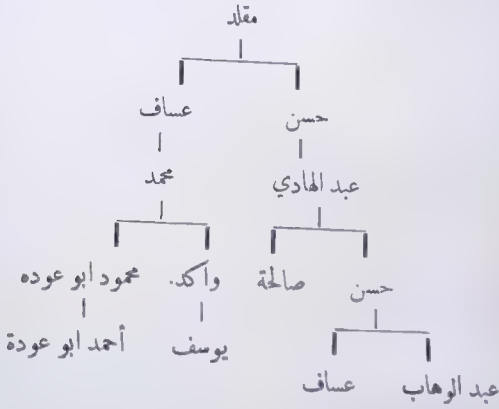 مقلد
حسن
عساف
عبد الهادي
محمد
حسن
صالحة
واكد.
محمود ابو عوده
عبد الوهاب
عساف
يوسف
أحمد ابو عودة